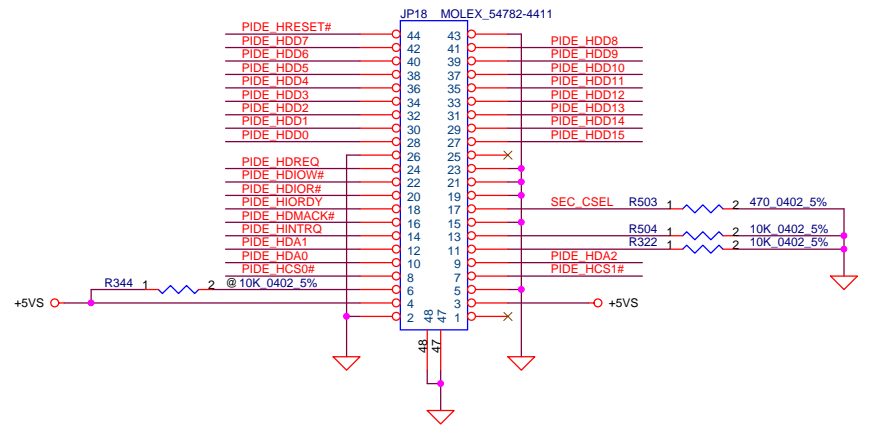 JP18 MOLEX_54782-4411
PIDE_HRESET# 44 43
PIDE_HDD7 42 41 PIDE_HDD8
PIDE_HDD6 40 39 PIDE_HDD9
PIDE_HDD5 38 37 PIDE_HDD10
PIDE_HDD4 36 35 PIDE_HDD11
PIDE_HDD3 34 33 PIDE_HDD12
PIDE_HDD2 32 31 PIDE_HDD13
PIDE_HDD1 30 29 PIDE_HDD14
PIDE_HDD0 28 27 PIDE_HDD15
26 25
PIDE_HDREQ 24 23
PIDE_HDIOW# 22 21
PIDE_HDIOR# 20 19
PIDE_HIORDY 18 17 SEC_CSEL R503 1 2 470_0402_5%
PIDE_HDMACK# 16 15
PIDE_HINTRQ 14 13 R504 1 2 10K_0402_5%
PIDE_HDA1 12 11 R322 1 2 10K_0402_5%
PIDE_HDA0 10 9 PIDE_HDA2
PIDE_HCS0# 8 7 PIDE_HCS1#
R344 1 2 @10K_0402_5% 6 5
+5VS 4 3 +5VS
2 1
48 47
48 47